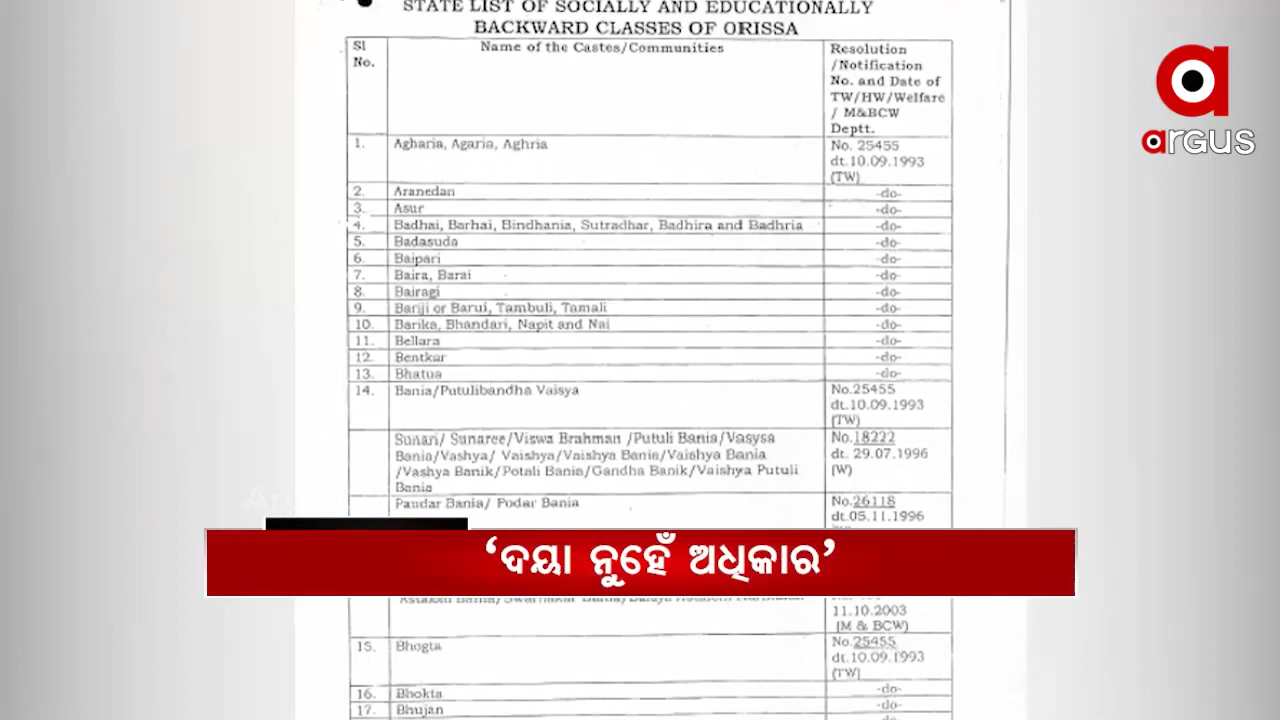 STATE LIST OF SOCIALLY AND EDUCATIONALLY
BACKWARD CLASSES OF ORISSA
Sl No. Name of the Castes/Communities Resolution
/Notification
No. and Date of
TW/HW/Welfare
/ M&BCW
Deptt.
1. Agharia, Agaria, Aghria No. 25455
dt.10.09.1993
(TW)
2. Aranedan -do-
3. Asur -do-
4. Badhai, Barhai, Bindhania, Sutradhar, Badhira and Badhria -do-
5. Badasuda -do-
6. Baipari -do-
7. Baira, Barai -do-
8. Bairagi -do-
9. Bariji or Barui, Tambuli, Tamali -do-
10. Barika, Bhandari, Napit and Nai -do-
11. Bellara -do-
12. Bentkar -do-
13. Bhatua -do-
14. Bania/Putulibandha Vaisya No.25455
dt.10.09.1993
(TW)
Sunari/ Sunaree/Viswa Brahman /Putuli Bania/Vasysa No.18222
Bania/Vashya/ Vaishya/Vaishya Bania/Vaishya Bania dt. 29.07.1996
/Vashya Banik/Potali Bania/Gandha Banik/Vaishya Putuli (W)
Bania
Paudar Bania/ Podar Bania No.26118
dt.05.11.1996
‘ଦୟା ନୁହେଁ ଅଧିକାର’
11.10.2003
(M & BCW)
15. Bhogta No.25455
dt.10.09.1993
(TW)
16. Bhokta -do-
17. Bhujan -do-
argus